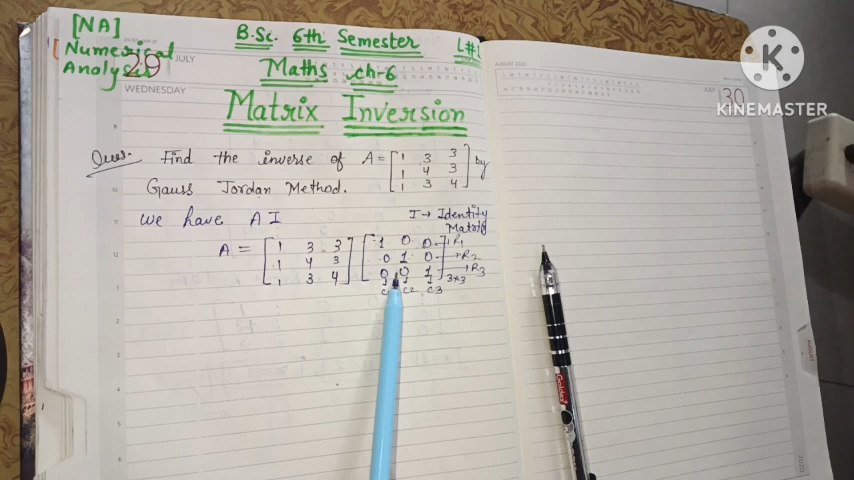 [NA]
Numerical
Analysis
B.Sc. 6th Semester
Maths ch-6
Matrix Inversion
L#1
29 JULY
WEDNESDAY
Ques. Find the inverse of A = [1 3 3
1 4 3
1 3 4] by
Gauss Jordan Method.
we have A I
I → Identity
Matrix
A = [1 3 3] [1 0 0] → R1
[1 4 3] [0 1 0] → R2
[1 3 4] [0 0 1] → R3
3×3
C1 C2 C3
AUGUST 2020
JULY 30
KINEMASTER
2020